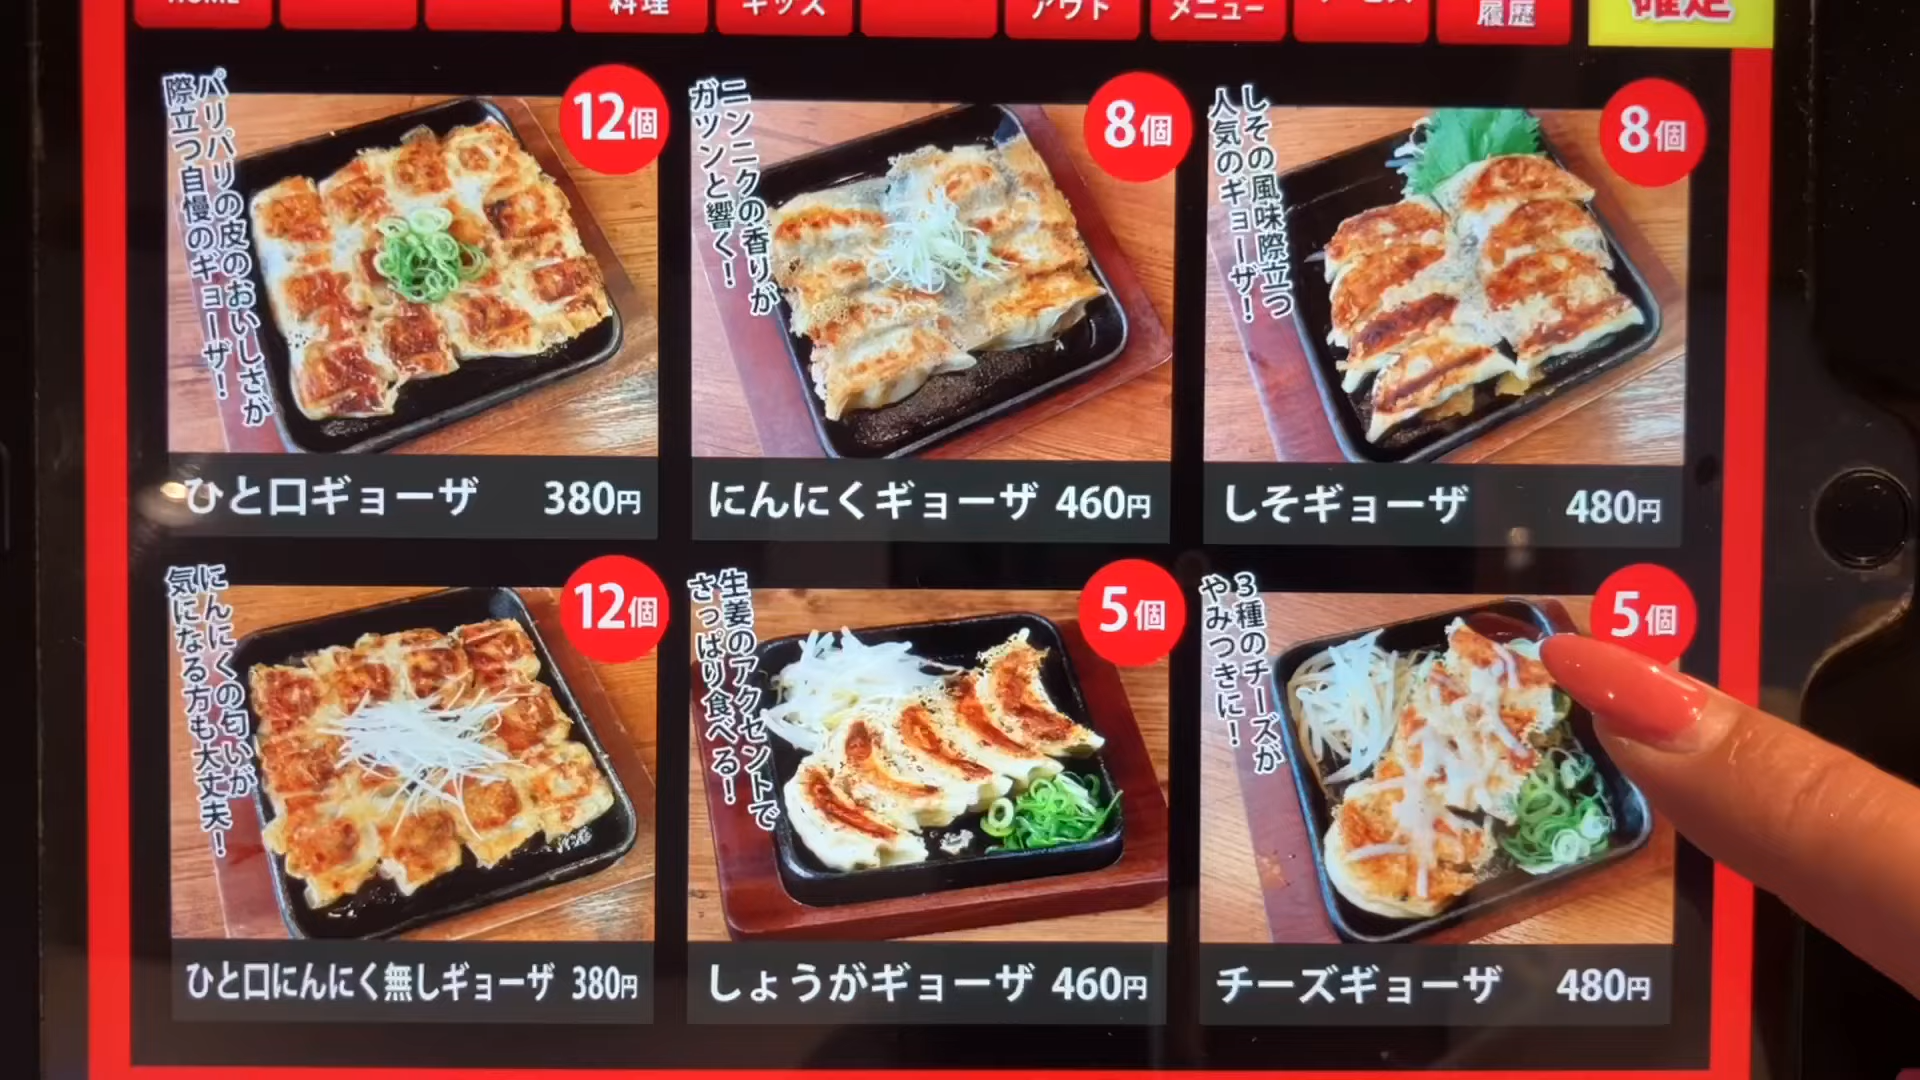 HOME
料理
キッズ
アウト
メニュー
履歴
確定
パリパリの皮のおいしさが
際立つ自慢のギョーザ！
12個
ひと口ギョーザ 380円
ニンニクの香りが
ガツンと響く！
8個
にんにくギョーザ 460円
しその風味際立つ
人気のギョーザ！
8個
しそギョーザ 480円
にんにくの匂いが
気になる方も大丈夫！
12個
ひと口にんにく無しギョーザ 380円
生姜のアクセントで
さっぱり食べる！
5個
しょうがギョーザ 460円
3種のチーズが
やみつきに！
5個
チーズギョーザ 480円